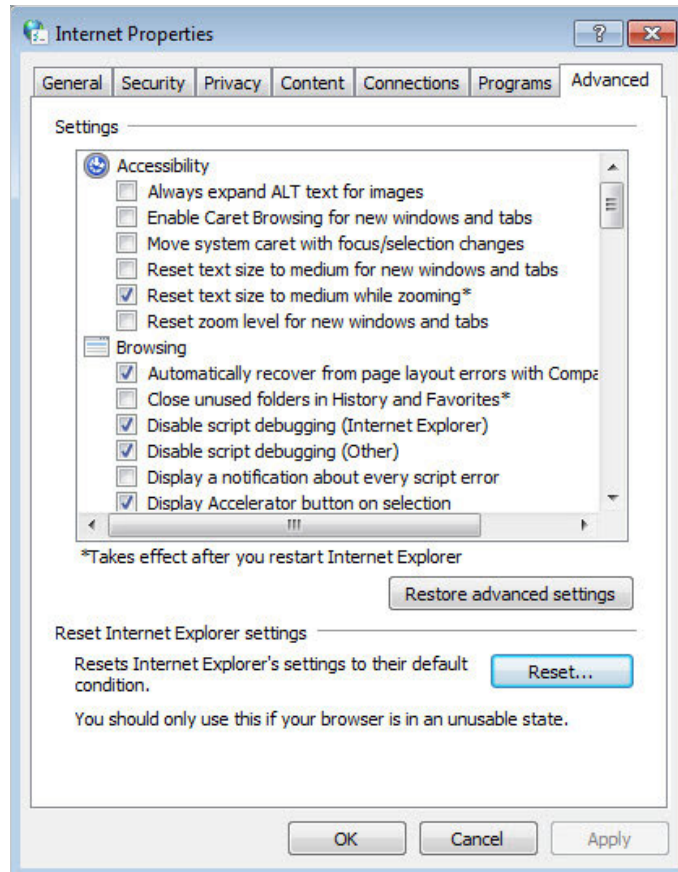 Internet Properties
General Security Privacy Content Connections Programs Advanced
Settings
Accessibility
Always expand ALT text for images
Enable Caret Browsing for new windows and tabs
Move system caret with focus/selection changes
Reset text size to medium for new windows and tabs
Reset text size to medium while zooming*
Reset zoom level for new windows and tabs
Browsing
Automatically recover from page layout errors with Compa
Close unused folders in History and Favorites*
Disable script debugging (Internet Explorer)
Disable script debugging (Other)
Display a notification about every script error
Display Accelerator button on selection
*Takes effect after you restart Internet Explorer
Restore advanced settings
Reset Internet Explorer settings
Resets Internet Explorer's settings to their default
condition.
Reset...
You should only use this if your browser is in an unusable state.
OK Cancel Apply